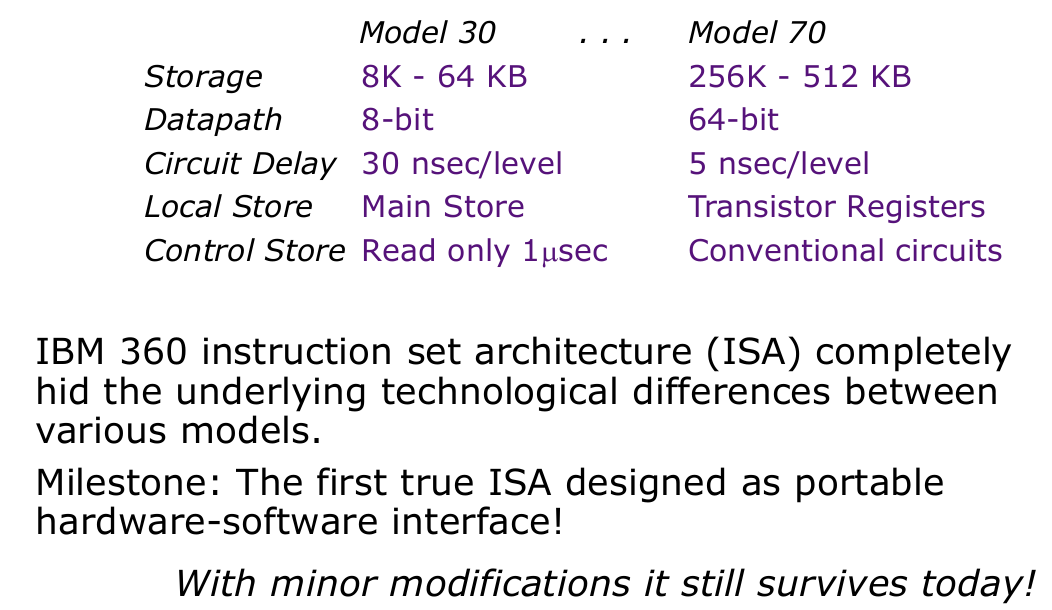 Model 30 . . . Model 70
Storage 8K - 64 KB 256K - 512 KB
Datapath 8-bit 64-bit
Circuit Delay 30 nsec/level 5 nsec/level
Local Store Main Store Transistor Registers
Control Store Read only 1μsec Conventional circuits
IBM 360 instruction set architecture (ISA) completely
hid the underlying technological differences between
various models.
Milestone: The first true ISA designed as portable
hardware-software interface!
With minor modifications it still survives today!